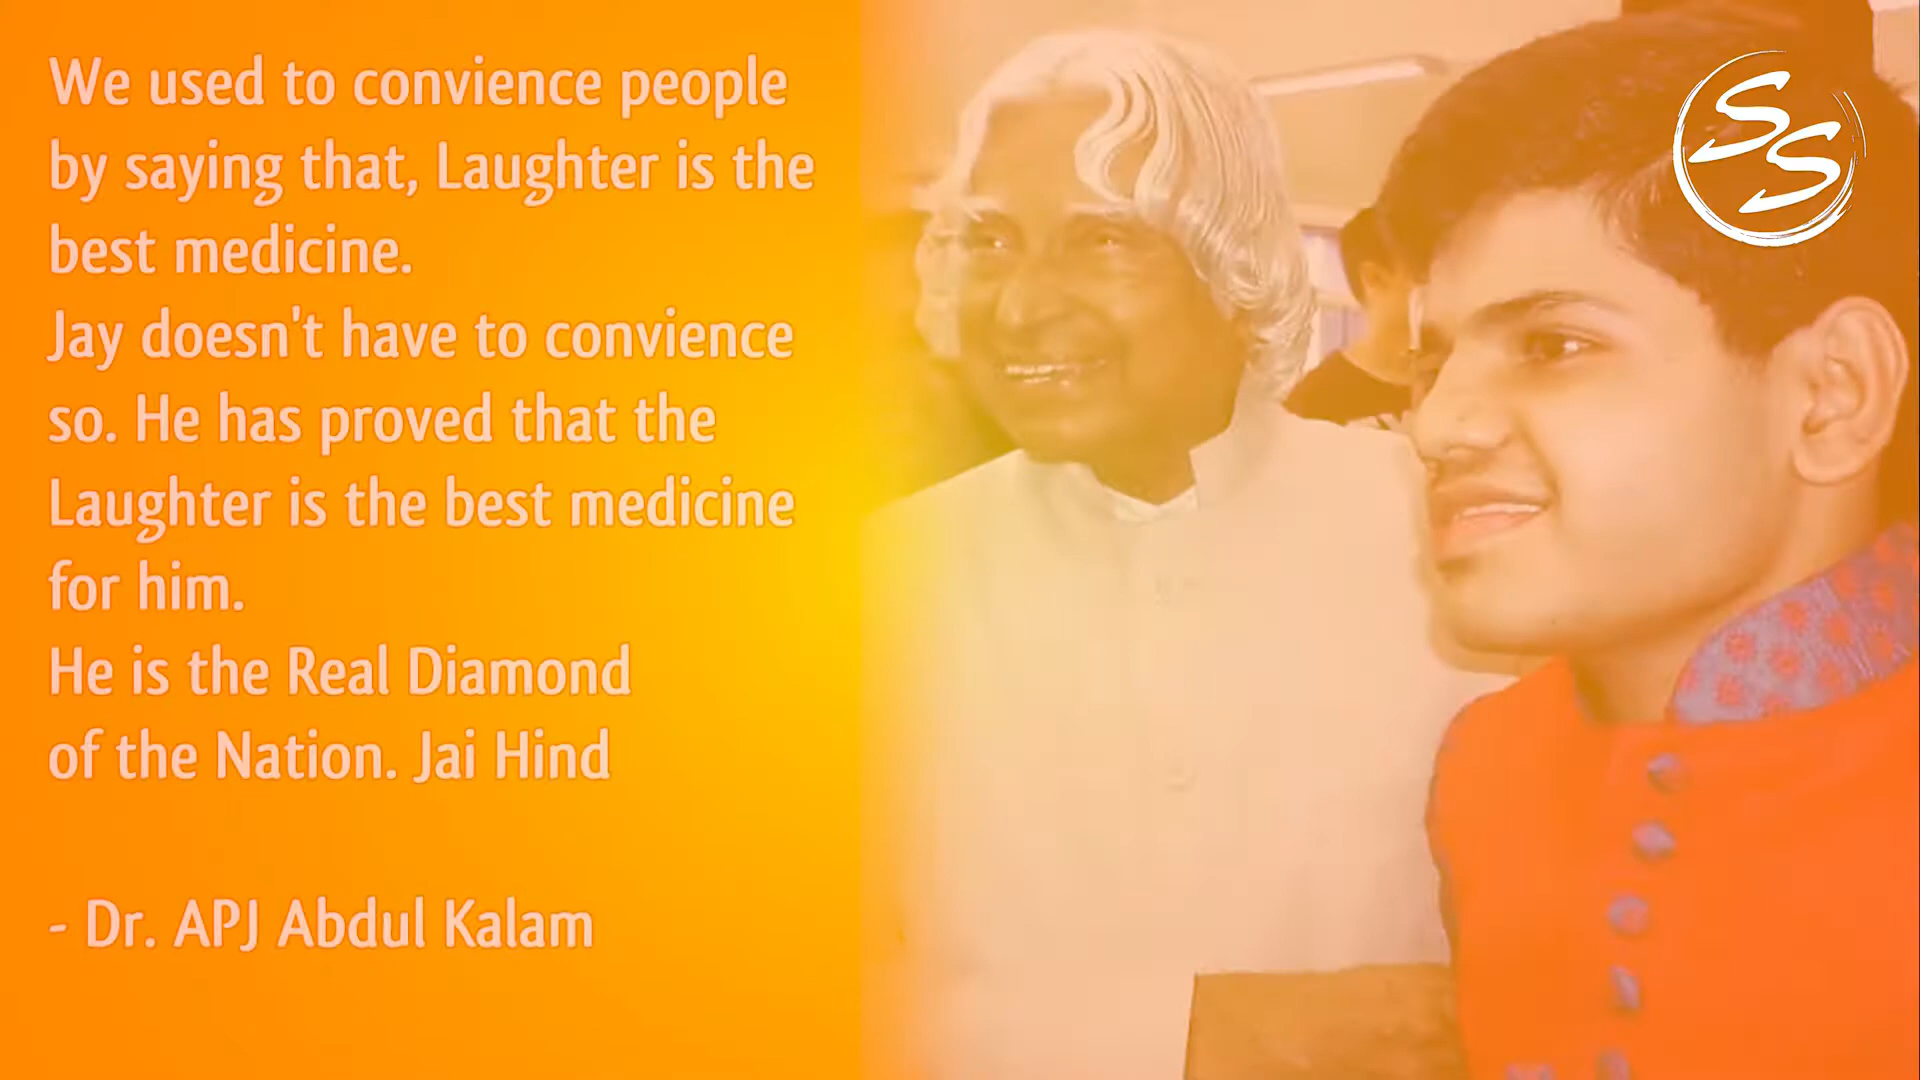 We used to convience people
by saying that, Laughter is the
best medicine.
Jay doesn't have to convience
so. He has proved that the
Laughter is the best medicine
for him.
He is the Real Diamond
of the Nation. Jai Hind
- Dr. APJ Abdul Kalam
SS